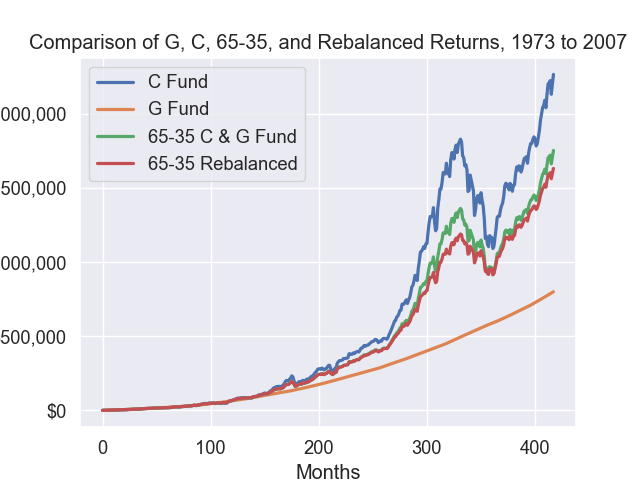 Comparison of G, C, 65-35, and Rebalanced Returns, 1973 to 2007
C Fund
G Fund
65-35 C & G Fund
65-35 Rebalanced
000,000
500,000
000,000
500,000
$0
0 100 200 300 400
Months